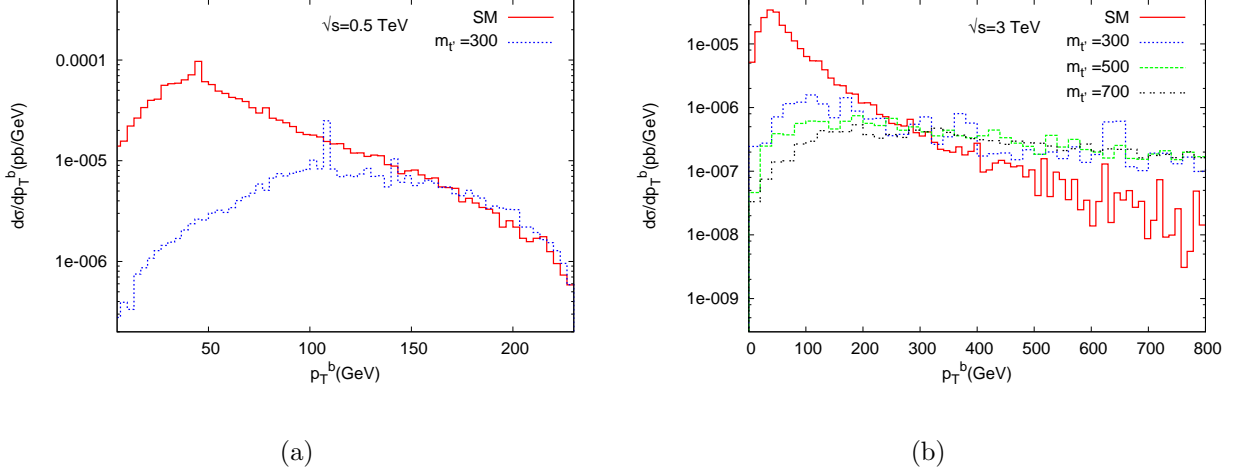 √s=0.5 TeV
SM
m_t' =300
0.0001
1e-005
1e-006
dσ/dp_T^b(pb/GeV)
50
100
150
200
p_T^b(GeV)
(a)
√s=3 TeV
SM
m_t' =300
m_t' =500
m_t' =700
1e-005
1e-006
1e-007
1e-008
1e-009
dσ/dp_T^b(pb/GeV)
0
100
200
300
400
500
600
700
800
p_T^b(GeV)
(b)